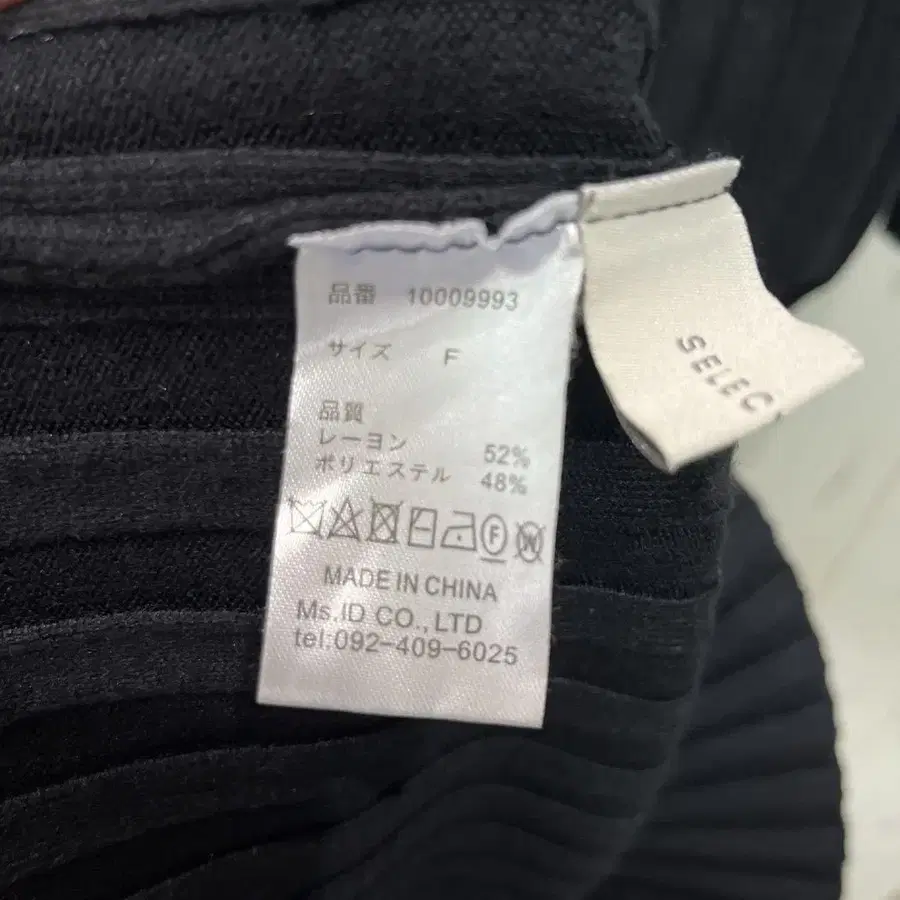 品番 10009993
サイズ F
品質
レーヨン 52%
ポリエステル 48%
MADE IN CHINA
Ms.ID CO.,LTD
tel.092-409-6025
SELEC